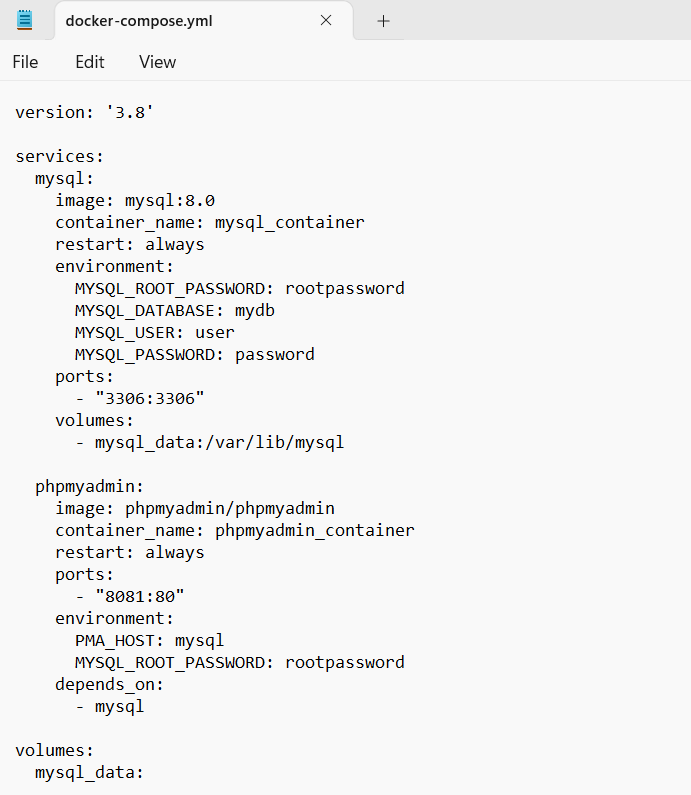 docker-compose.yml
File Edit View
version: '3.8'
services:
  mysql:
    image: mysql:8.0
    container_name: mysql_container
    restart: always
    environment:
      MYSQL_ROOT_PASSWORD: rootpassword
      MYSQL_DATABASE: mydb
      MYSQL_USER: user
      MYSQL_PASSWORD: password
    ports:
      - "3306:3306"
    volumes:
      - mysql_data:/var/lib/mysql
  phpmyadmin:
    image: phpmyadmin/phpmyadmin
    container_name: phpmyadmin_container
    restart: always
    ports:
      - "8081:80"
    environment:
      PMA_HOST: mysql
      MYSQL_ROOT_PASSWORD: rootpassword
    depends_on:
      - mysql
volumes:
  mysql_data: